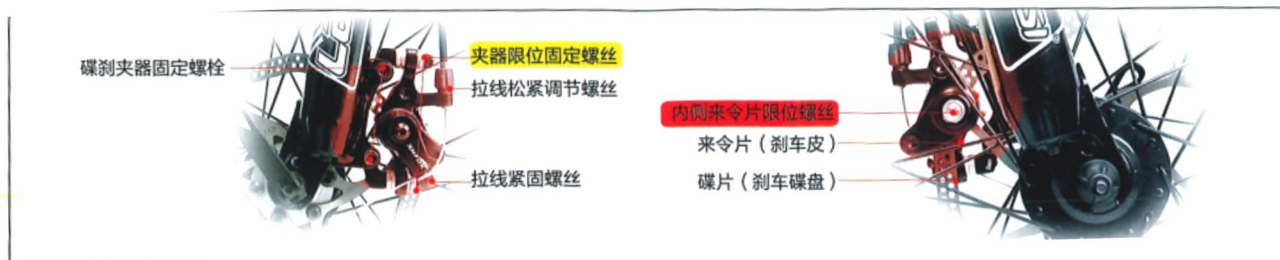 碟刹夹器固定螺栓
夹器限位固定螺丝
拉线松紧调节螺丝
拉线紧固螺丝
内侧来令片限位螺丝
来令片（刹车皮）
碟片（刹车碟盘）